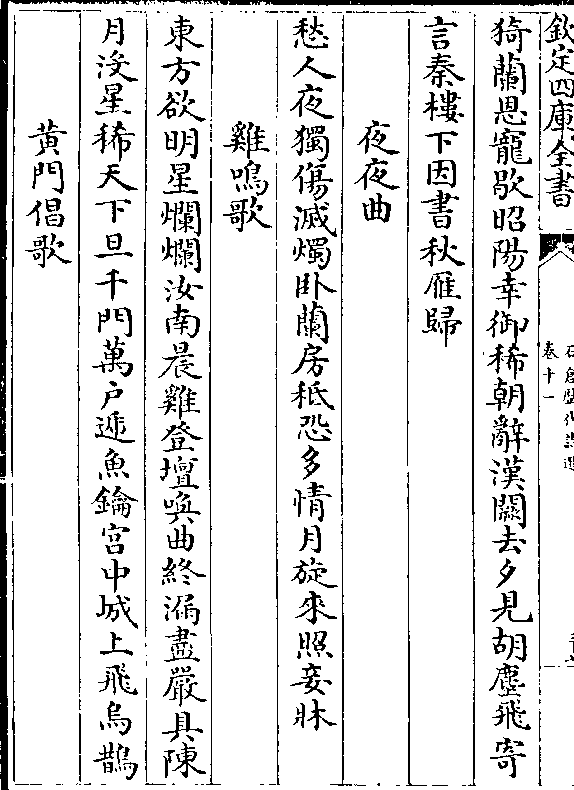 欽定四庫全書
卷十一
猗蘭恩寵歇昭陽幸御稀朝辭漢闕去夕見胡塵飛寄
言秦樓下因書秋雁歸
夜夜曲
愁人夜獨傷滅燭卧蘭房秪恐多情月旋來照妾牀
雞鳴歌
東方欲明星爛爛汝南晨雞登壇喚曲終漏盡嚴具陳
月沒星稀天下旦千門萬戶遞魚鑰宫中城上飛烏鵲
黄門倡歌